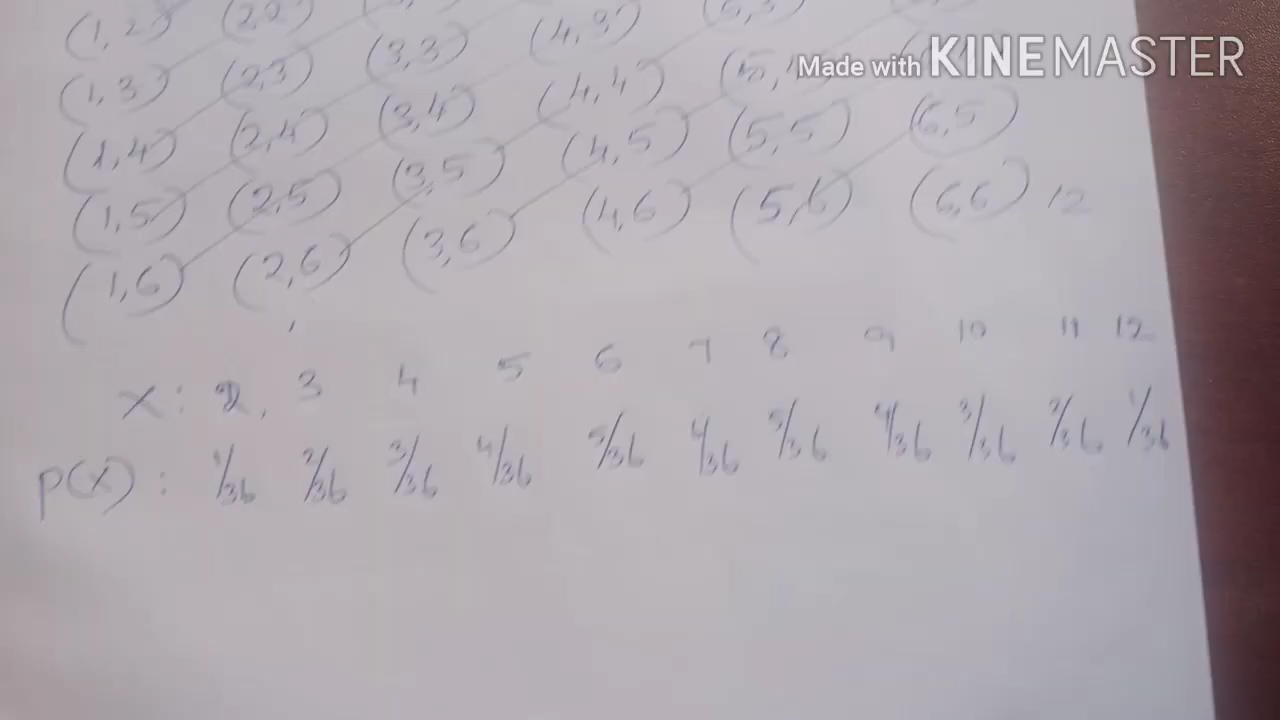 (1,2) (2,2)
(1,3) (2,3) (3,3) (4,3)
Made with KINEMASTER
(1,4) (2,4) (3,4) (4,4)
(1,5) (2,5) (3,5) (4,5) (5,5) (6,5)
(1,6) (2,6) (3,6) (4,6) (5,6) (6,6) 12
X: 2, 3 4 5 6 7 8 9 10 11 12
P(X): 1/36 2/36 3/36 4/36 5/36 4/36 5/36 4/36 3/36 2/36 1/36